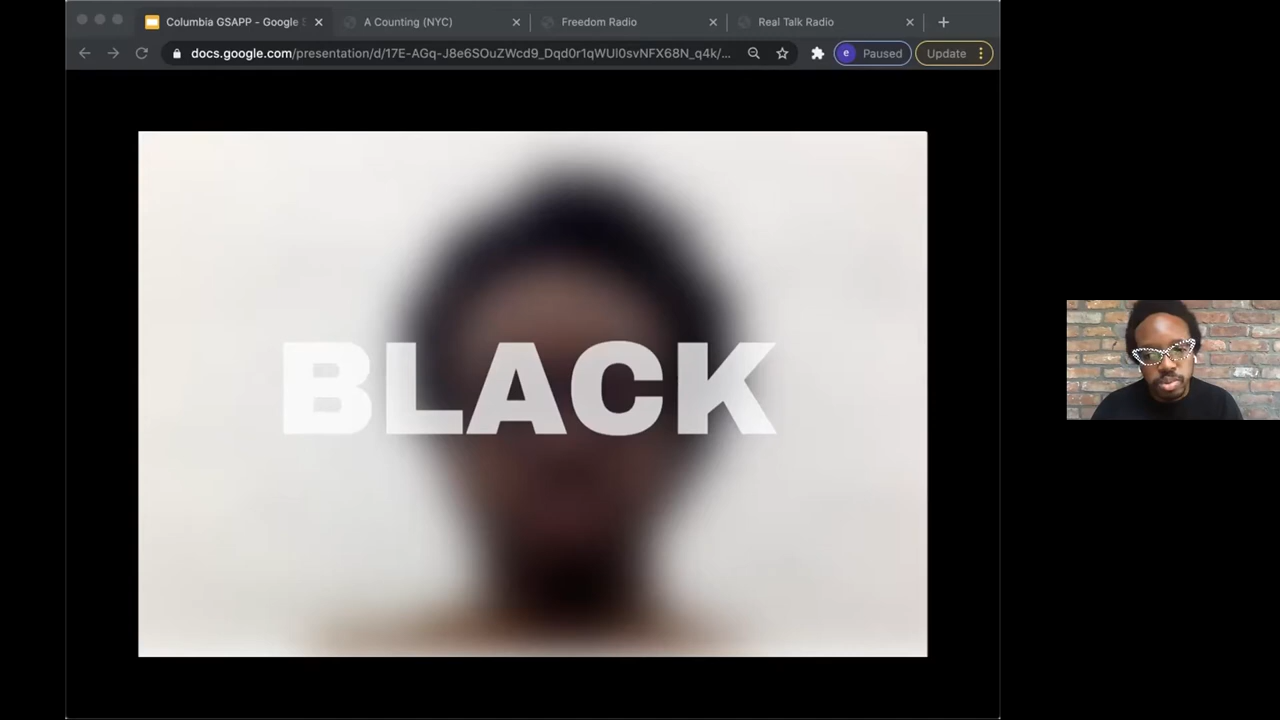 Columbia GSAPP - Google S
A Counting (NYC)
Freedom Radio
Real Talk Radio
docs.google.com/presentation/d/17E-AGq-J8e6SOuZWcd9_Dqd0r1qWUl0svNFX68N_q4k/...
e
Paused
Update
BLACK